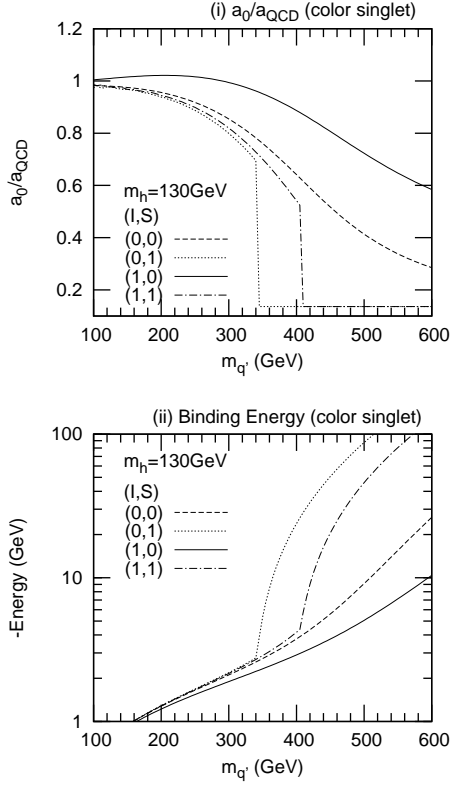 (i) a0/aQCD (color singlet)
1.2
1
0.8
0.6
0.4
0.2
a0/aQCD
mh=130GeV
(I,S)
(0,0)
(0,1)
(1,0)
(1,1)
100 200 300 400 500 600
mq' (GeV)
(ii) Binding Energy (color singlet)
100
10
1
-Energy (GeV)
mh=130GeV
(I,S)
(0,0)
(0,1)
(1,0)
(1,1)
100 200 300 400 500 600
mq' (GeV)